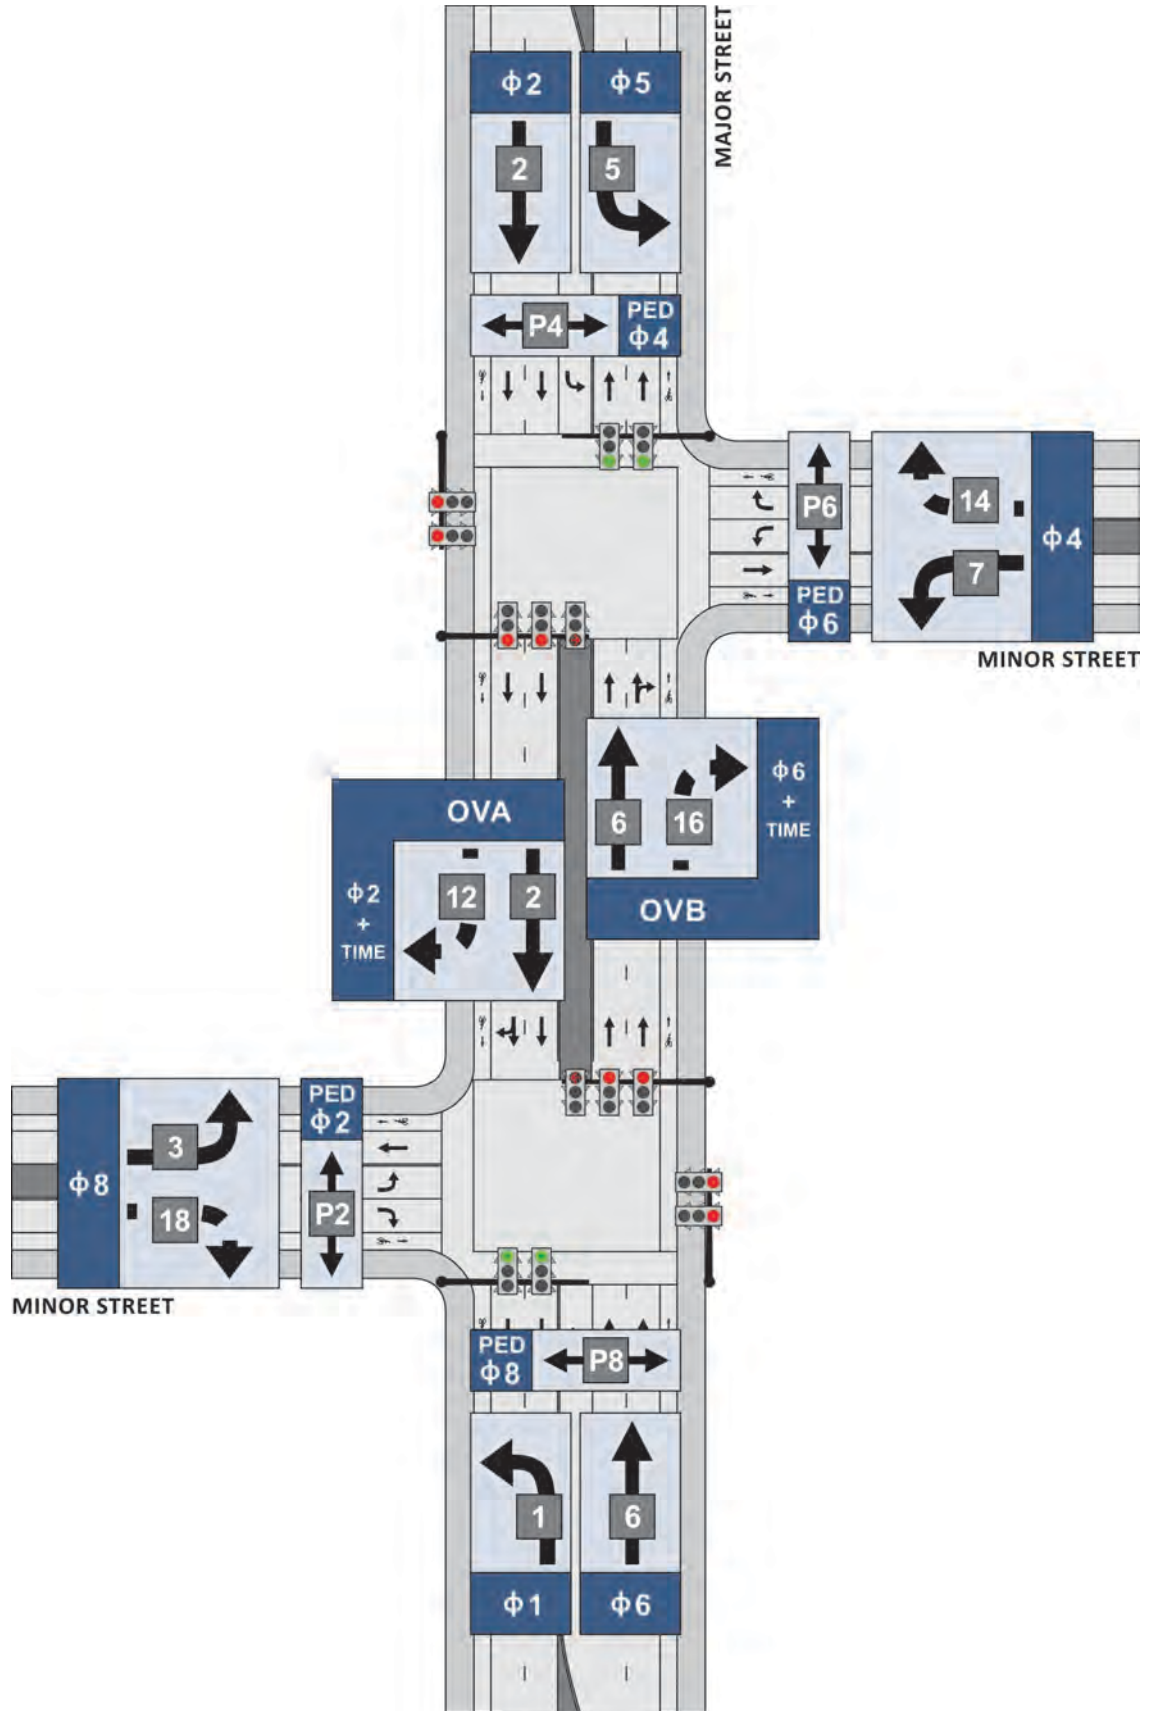 MAJOR STREET
ϕ2
ϕ5
2
5
P4
PED
ϕ4
P6
PED
ϕ6
14
7
ϕ4
MINOR STREET
6
16
ϕ6
+
TIME
OVB
OVA
ϕ2
+
TIME
12
2
ϕ8
3
18
PED
ϕ2
P2
MINOR STREET
PED
ϕ8
P8
1
6
ϕ1
ϕ6